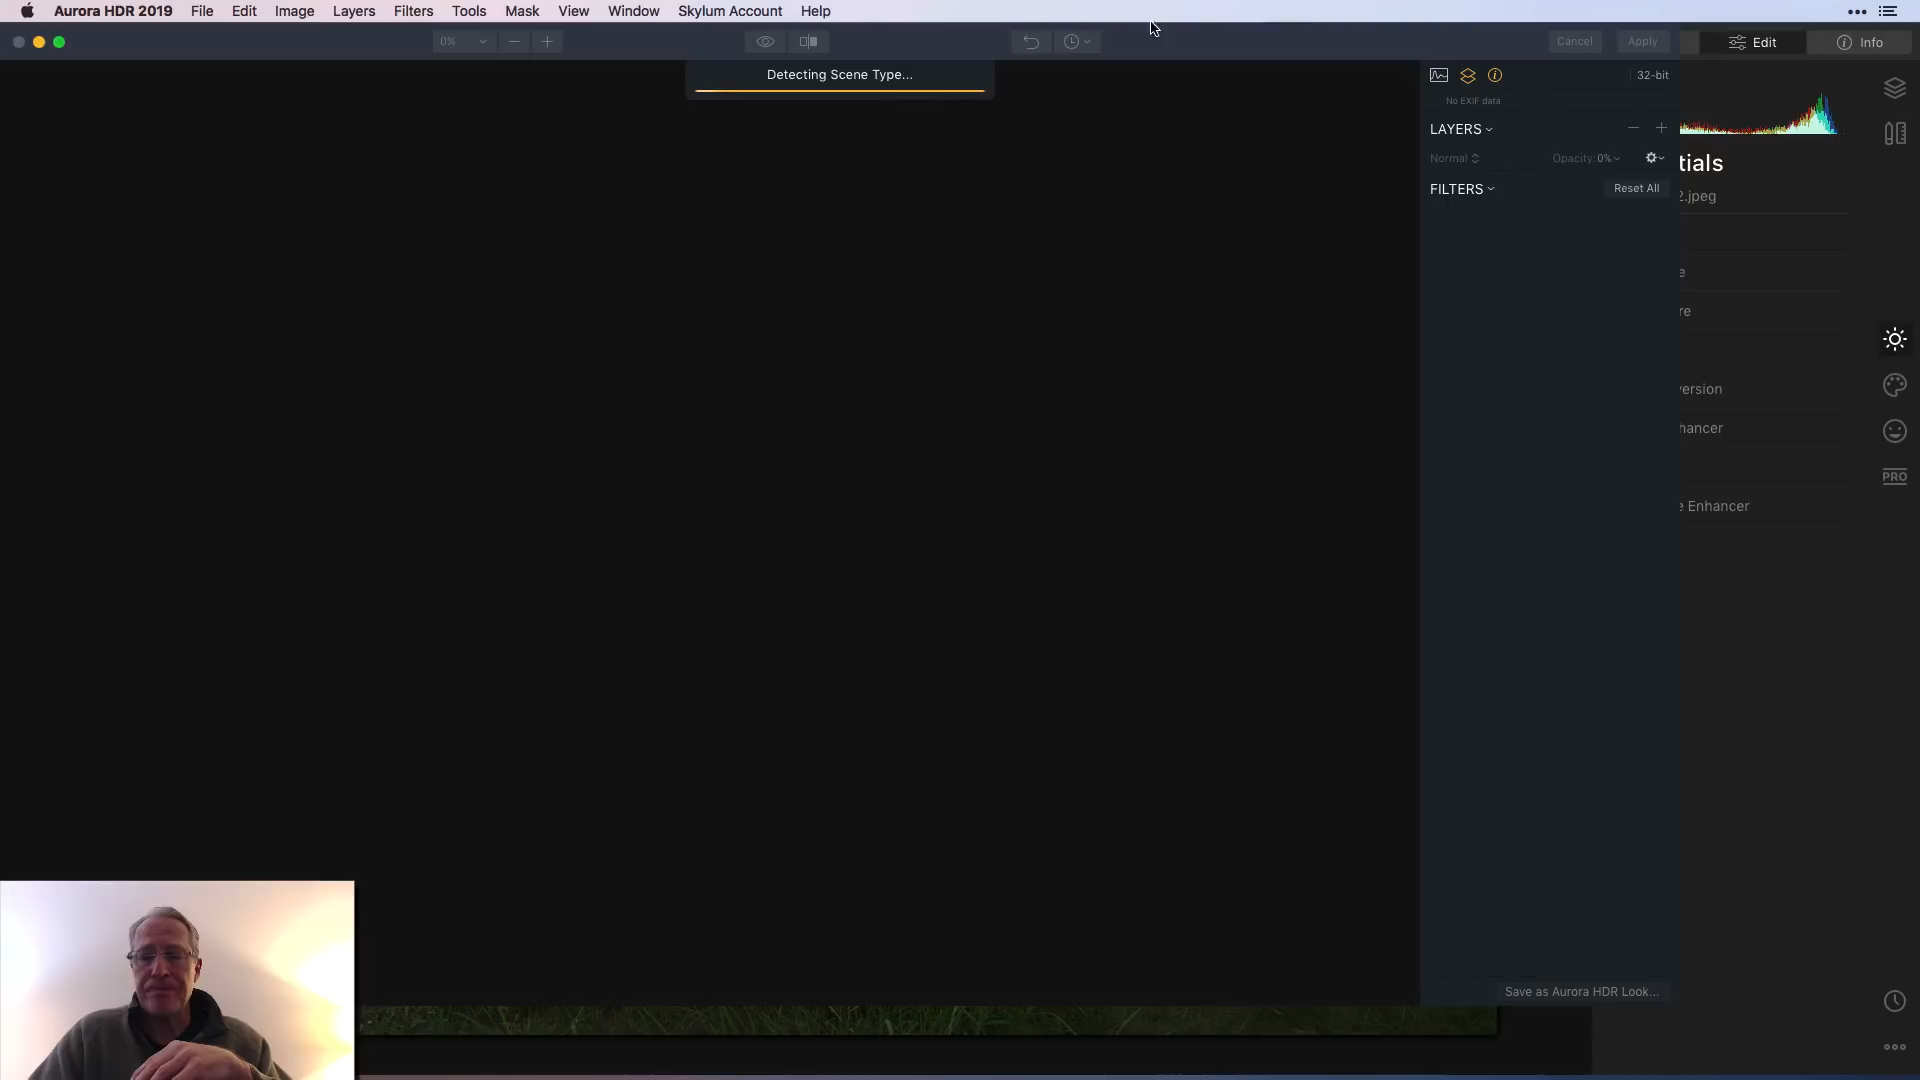 Aurora HDR 2019 File Edit Image Layers Filters Tools Mask View Window Skylum Account Help
0% Cancel Apply Edit Info
Detecting Scene Type... 32-bit
No EXIF data
LAYERS
Normal Opacity: 0%
tials
FILTERS Reset All
2.jpeg
e
re
version
hancer
PRO
e Enhancer
Save as Aurora HDR Look...